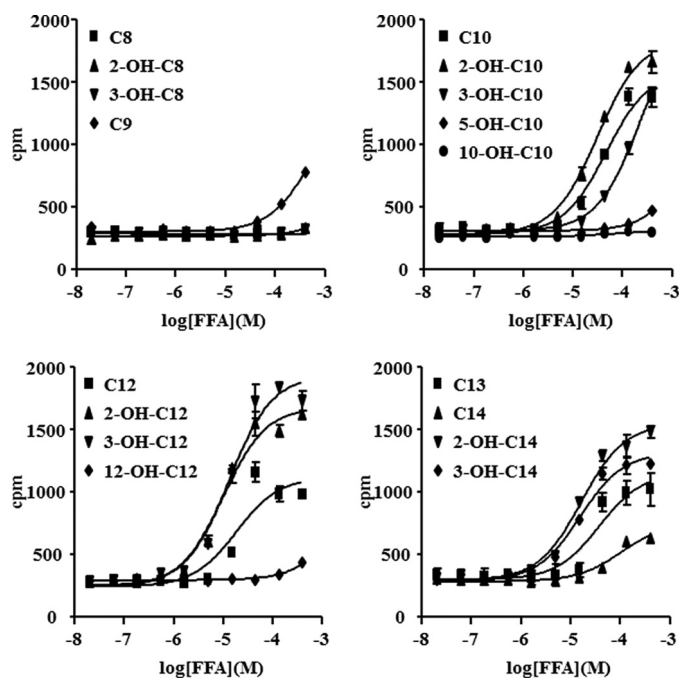 2000
1500
1000
500
0
cpm
C8
2-OH-C8
3-OH-C8
C9
-8 -7 -6 -5 -4 -3
log[FFA](M)
2000
1500
1000
500
0
cpm
C10
2-OH-C10
3-OH-C10
5-OH-C10
10-OH-C10
-8 -7 -6 -5 -4 -3
log[FFA](M)
2000
1500
1000
500
0
cpm
C12
2-OH-C12
3-OH-C12
12-OH-C12
-8 -7 -6 -5 -4 -3
log[FFA](M)
2000
1500
1000
500
0
cpm
C13
C14
2-OH-C14
3-OH-C14
-8 -7 -6 -5 -4 -3
log[FFA](M)